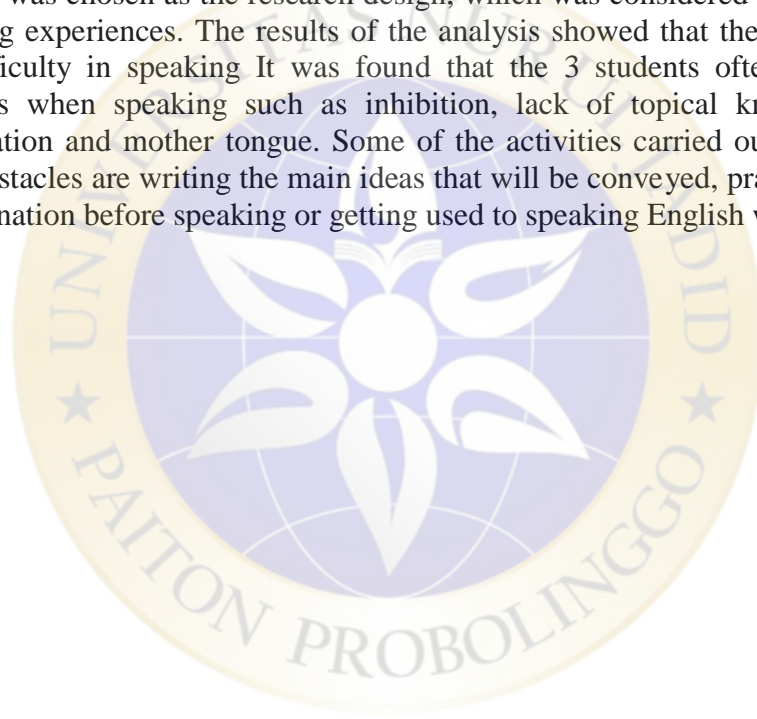 was chosen as the research design, which was considered
g experiences. The results of the analysis showed that the
iculty in speaking It was found that the 3 students ofte
s when speaking such as inhibition, lack of topical kn
ation and mother tongue. Some of the activities carried ou
stacles are writing the main ideas that will be conveyed, pra
nation before speaking or getting used to speaking English
UNIVERSITAS NURUL JADID
PAITON PROBOLINGGO